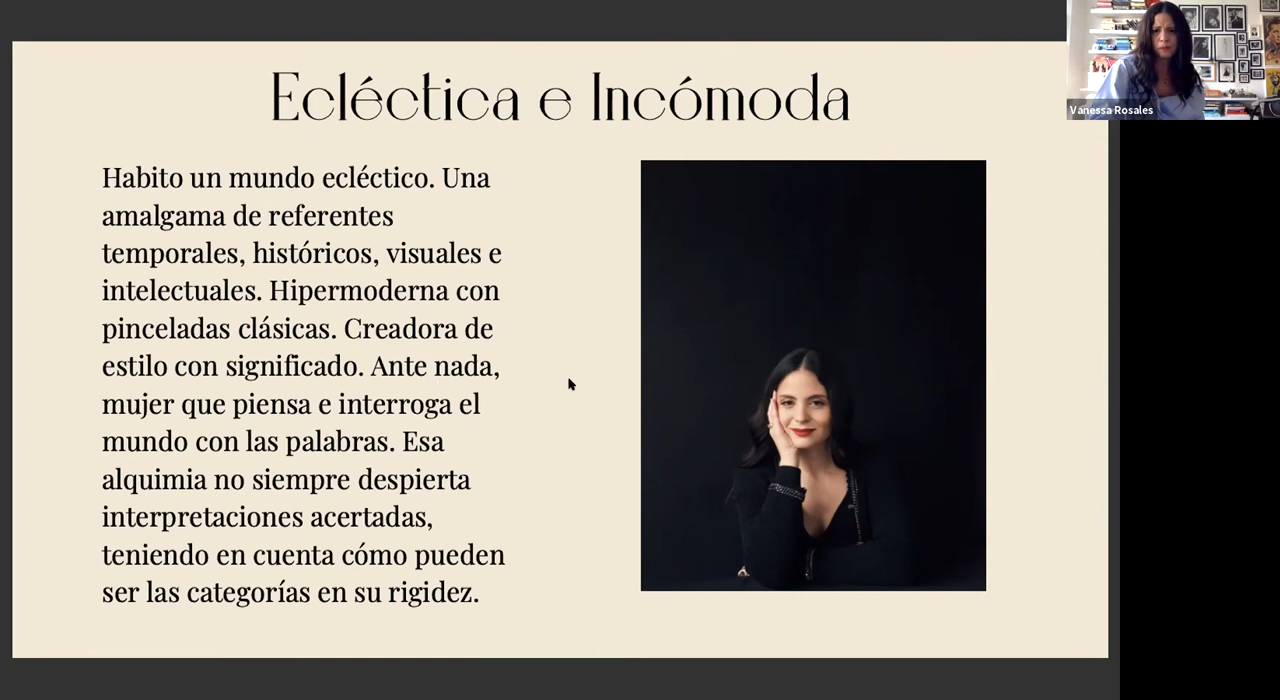 Ecléctica e Incómoda
Habito un mundo ecléctico. Una
amalgama de referentes
temporales, históricos, visuales e
intelectuales. Hipermoderna con
pinceladas clásicas. Creadora de
estilo con significado. Ante nada,
mujer que piensa e interroga el
mundo con las palabras. Esa
alquimia no siempre despierta
interpretaciones acertadas,
teniendo en cuenta cómo pueden
ser las categorías en su rigidez.
Vanessa Rosales